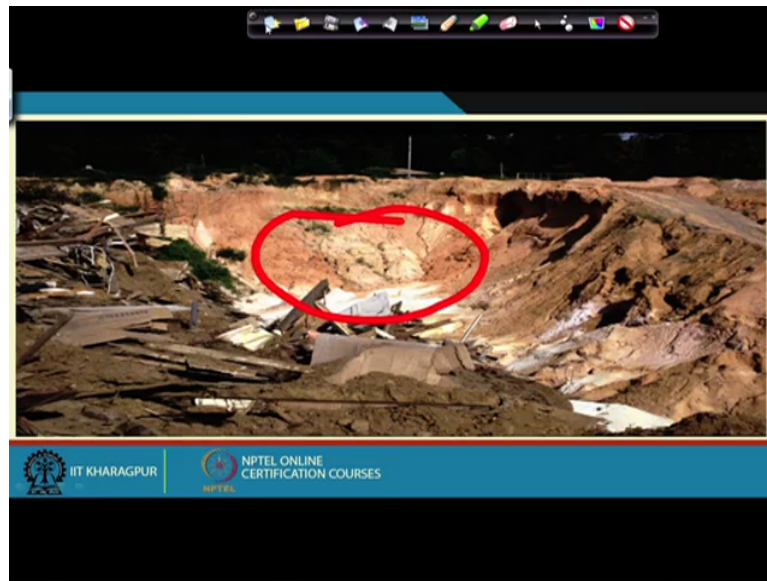 IIT KHARAGPUR
NPTEL
NPTEL ONLINE
CERTIFICATION COURSES